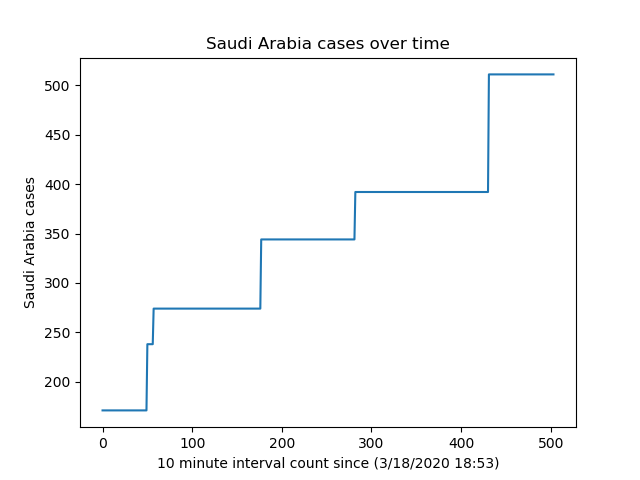 Saudi Arabia cases over time
Saudi Arabia cases
500
450
400
350
300
250
200
0 100 200 300 400 500
10 minute interval count since (3/18/2020 18:53)